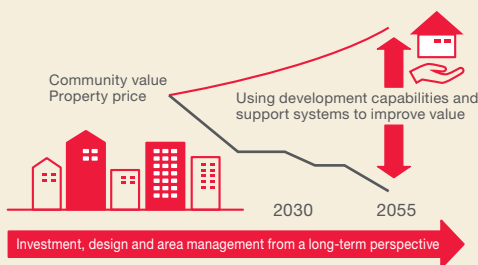 Community value
Property price
Using development capabilities and
support systems to improve value
2030
2055
Investment, design and area management from a long-term perspective